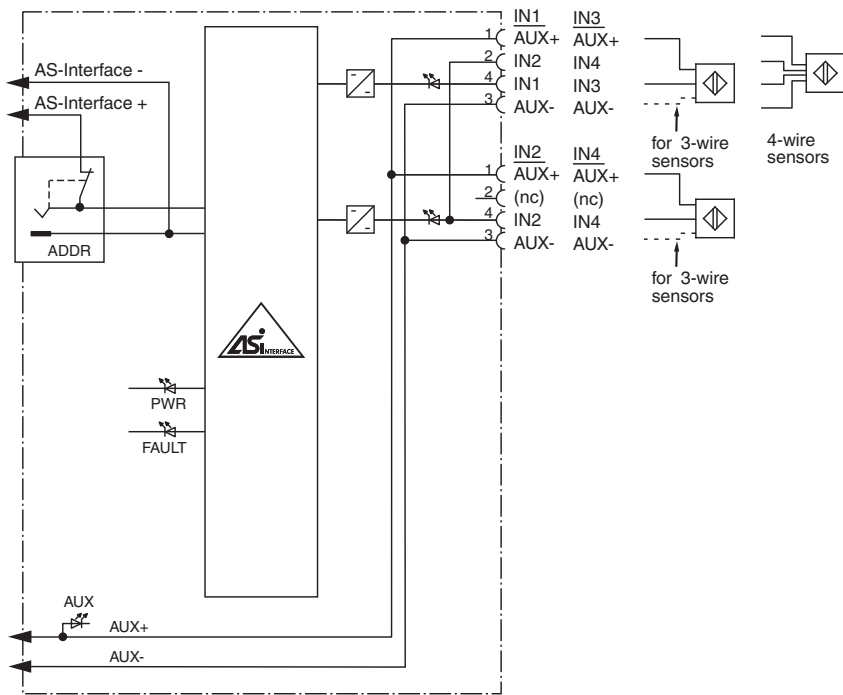 AS-Interface -
AS-Interface +
ADDR
ASi INTERFACE
PWR
FAULT
AUX
AUX+
AUX-
IN1 IN3
1 AUX+ AUX+
2 IN2 IN4
4 IN1 IN3
3 AUX- AUX-
for 3-wire
sensors
4-wire
sensors
IN2 IN4
1 AUX+ AUX+
2 (nc) (nc)
4 IN2 IN4
3 AUX- AUX-
for 3-wire
sensors